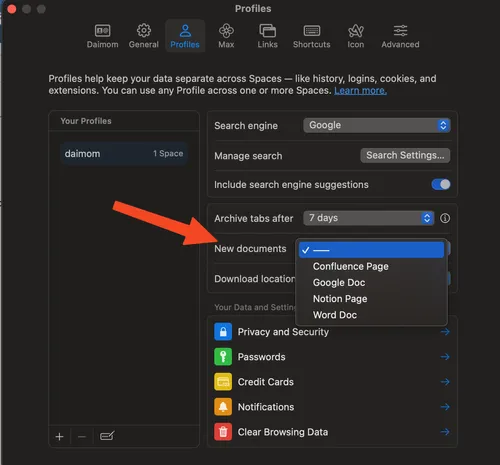 Profiles
Daimom General Profiles Max Links Shortcuts Icon Advanced
Profiles help keep your data separate across Spaces — like history, logins, cookies, and
extensions. You can use any Profile across one or more Spaces. Learn more.
Your Profiles
daimom 1 Space
Search engine Google
Manage search Search Settings...
Include search engine suggestions
Archive tabs after 7 days
New documents ✓ ——
Confluence Page
Google Doc
Notion Page
Word Doc
Download location
Your Data and Settin
Privacy and Security
Passwords
Credit Cards
Notifications
Clear Browsing Data